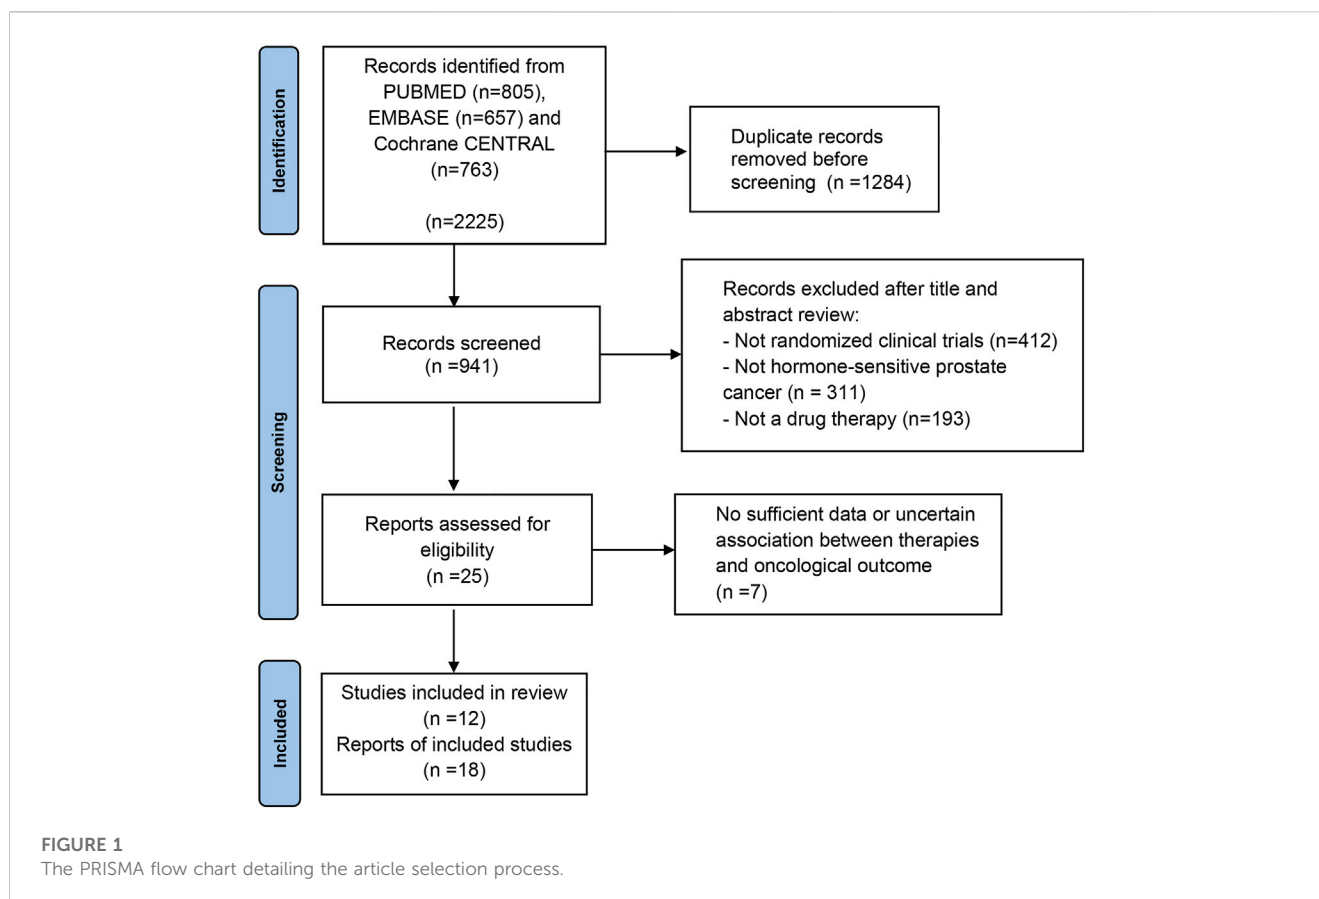 Identification
Records identified from
PUBMED (n=805),
EMBASE (n=657) and
Cochrane CENTRAL
(n=763)
(n=2225)
Duplicate records
removed before
screening (n =1284)
Screening
Records screened
(n =941)
Records excluded after title and
abstract review:
- Not randomized clinical trials (n=412)
- Not hormone-sensitive prostate
cancer (n = 311)
- Not a drug therapy (n=193)
Reports assessed for
eligibility
(n =25)
No sufficient data or uncertain
association between therapies
and oncological outcome
(n =7)
Included
Studies included in review
(n =12)
Reports of included studies
(n =18)
FIGURE 1
The PRISMA flow chart detailing the article selection process.